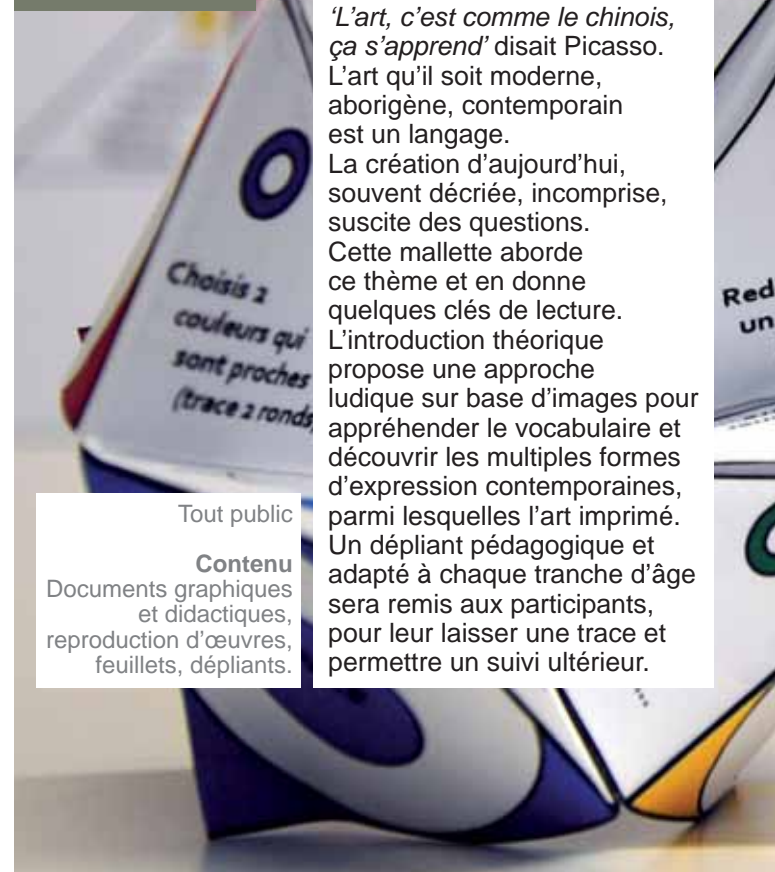 ‘L’art, c’est comme le chinois,
ça s’apprend’ disait Picasso.
L’art qu’il soit moderne,
aborigène, contemporain
est un langage.
La création d’aujourd’hui,
souvent décriée, incomprise,
suscite des questions.
Cette mallette aborde
ce thème et en donne
quelques clés de lecture.
L’introduction théorique
propose une approche
ludique sur base d’images pour
appréhender le vocabulaire et
découvrir les multiples formes
d’expression contemporaines,
parmi lesquelles l’art imprimé.
Un dépliant pédagogique et
adapté à chaque tranche d’âge
sera remis aux participants,
pour leur laisser une trace et
permettre un suivi ultérieur.
Tout public
Contenu
Documents graphiques
et didactiques,
reproduction d’œuvres,
feuillets, dépliants.
Choisis 2
couleurs qui
sont proches
(trace 2 ronds
Red
un